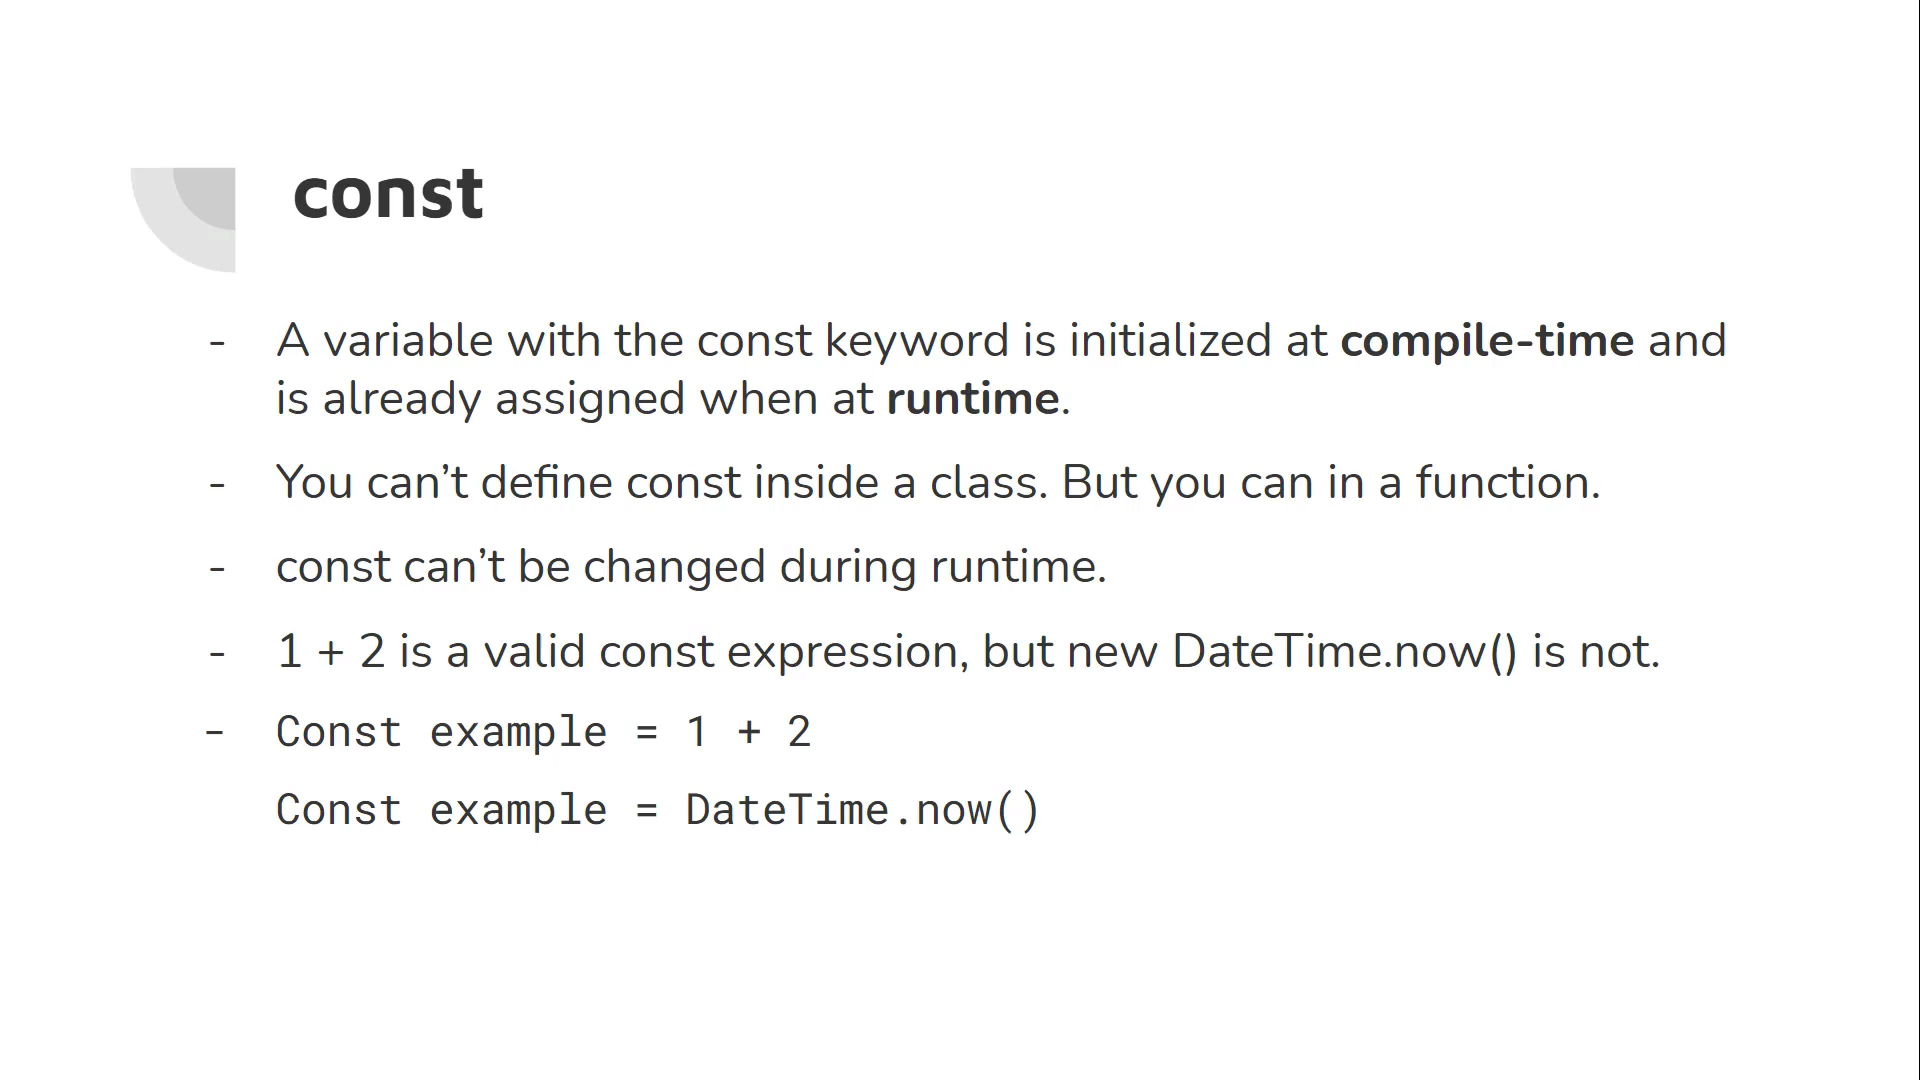 const
- A variable with the const keyword is initialized at compile-time and
is already assigned when at runtime.
- You can’t define const inside a class. But you can in a function.
- const can’t be changed during runtime.
- 1 + 2 is a valid const expression, but new DateTime.now() is not.
- Const example = 1 + 2
Const example = DateTime.now()